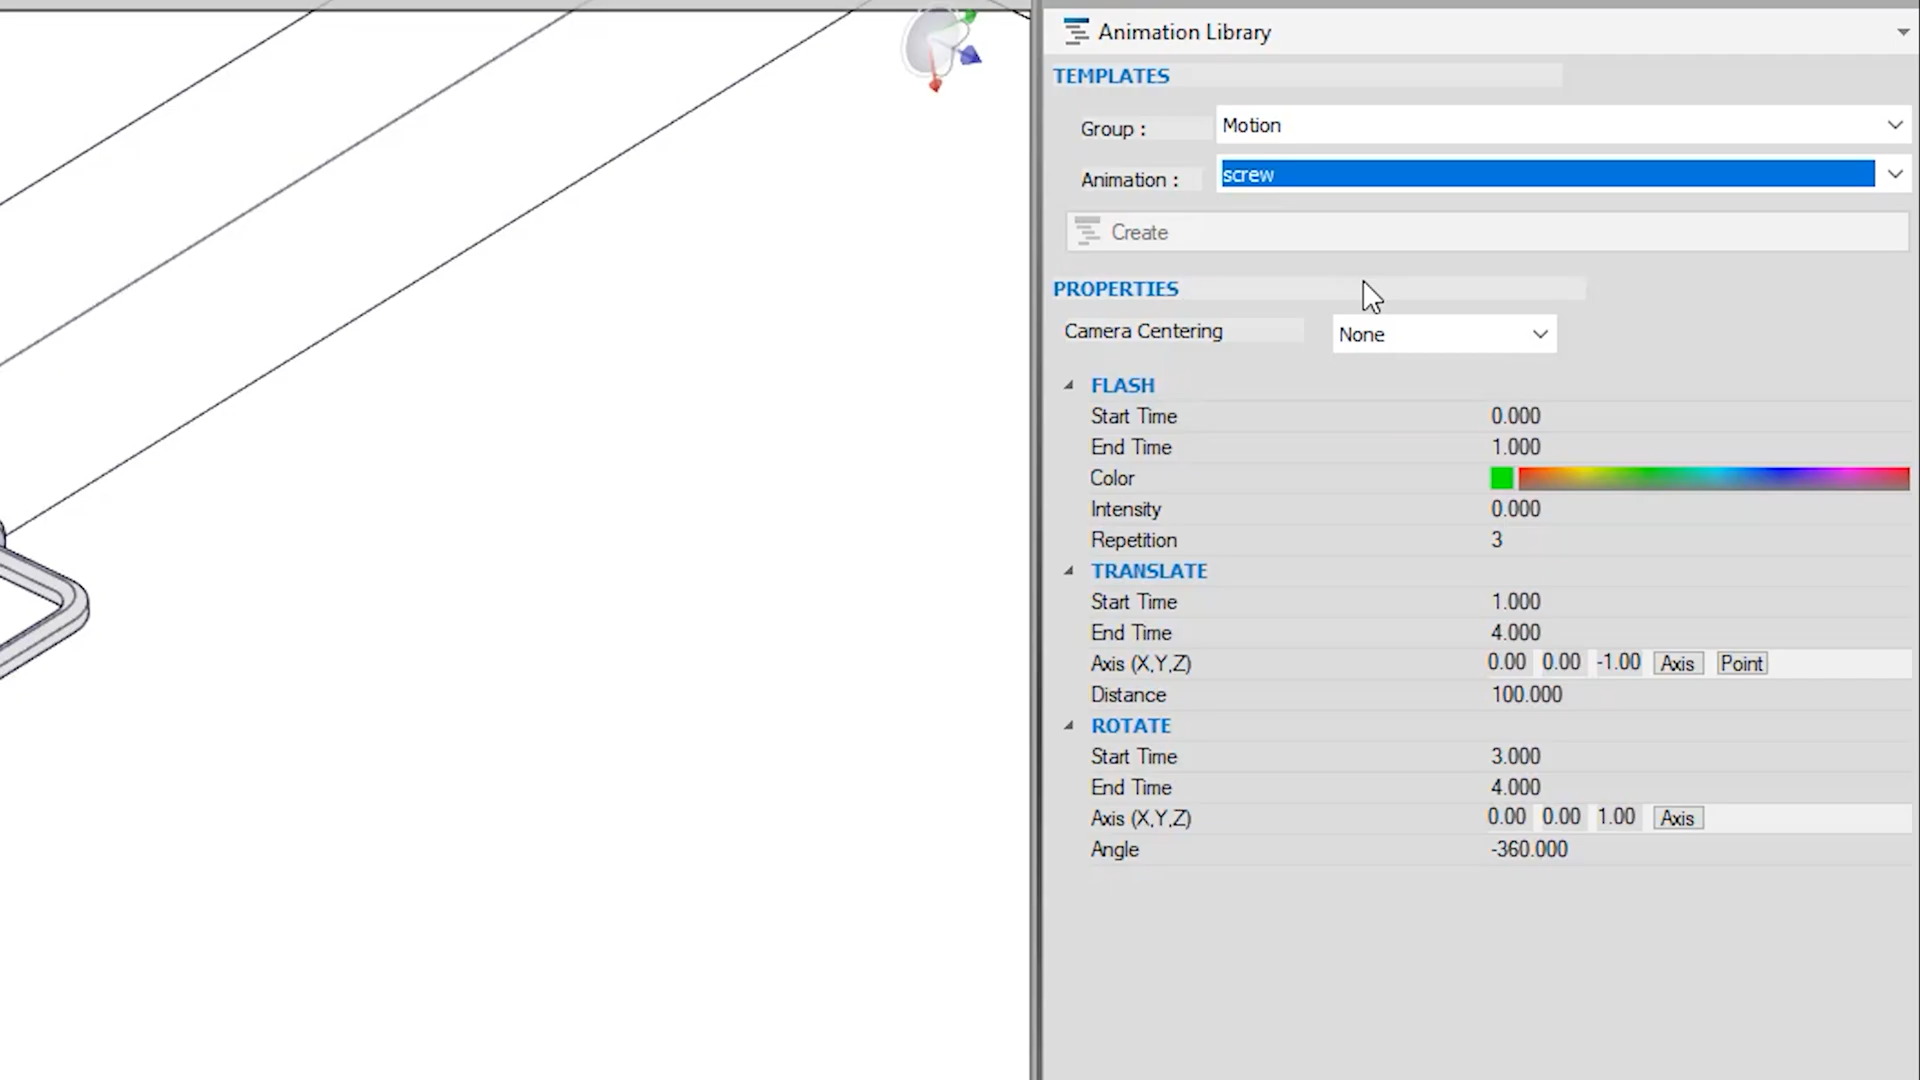 Animation Library
TEMPLATES
Group : Motion
Animation : screw
Create
PROPERTIES
Camera Centering None
FLASH
Start Time 0.000
End Time 1.000
Color
Intensity 0.000
Repetition 3
TRANSLATE
Start Time 1.000
End Time 4.000
Axis (X,Y,Z) 0.00 0.00 -1.00 Axis Point
Distance 100.000
ROTATE
Start Time 3.000
End Time 4.000
Axis (X,Y,Z) 0.00 0.00 1.00 Axis
Angle -360.000